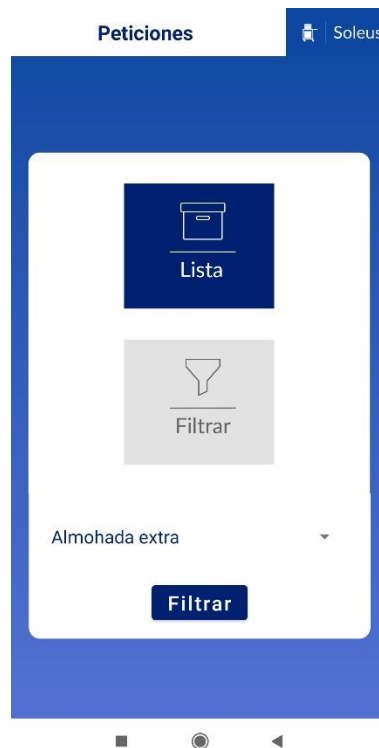 Peticiones
Soleus
Lista
Filtrar
Almohada extra
Filtrar